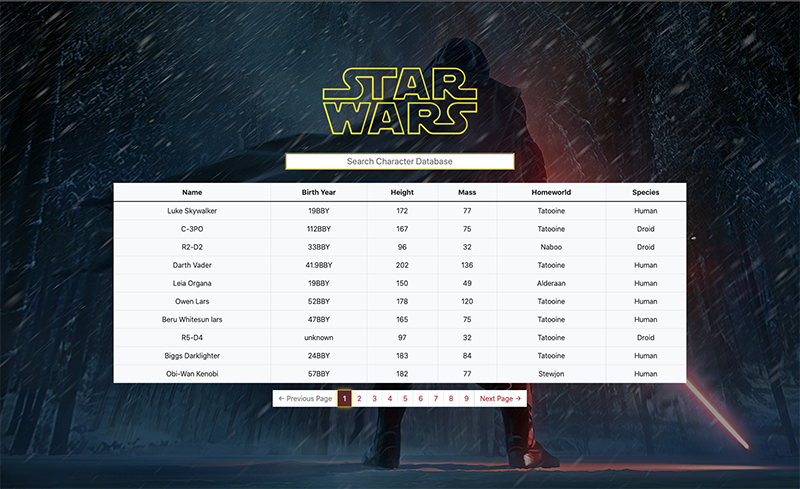 STAR
WARS
Search Character Database
Name Birth Year Height Mass Homeworld Species
Luke Skywalker 19BBY 172 77 Tatooine Human
C-3PO 112BBY 167 75 Tatooine Droid
R2-D2 33BBY 96 32 Naboo Droid
Darth Vader 41.9BBY 202 136 Tatooine Human
Leia Organa 19BBY 150 49 Alderaan Human
Owen Lars 52BBY 178 120 Tatooine Human
Beru Whitesun lars 47BBY 165 75 Tatooine Human
R5-D4 unknown 97 32 Tatooine Droid
Biggs Darklighter 24BBY 183 84 Tatooine Human
Obi-Wan Kenobi 57BBY 182 77 Stewjon Human
← Previous Page 1 2 3 4 5 6 7 8 9 Next Page →